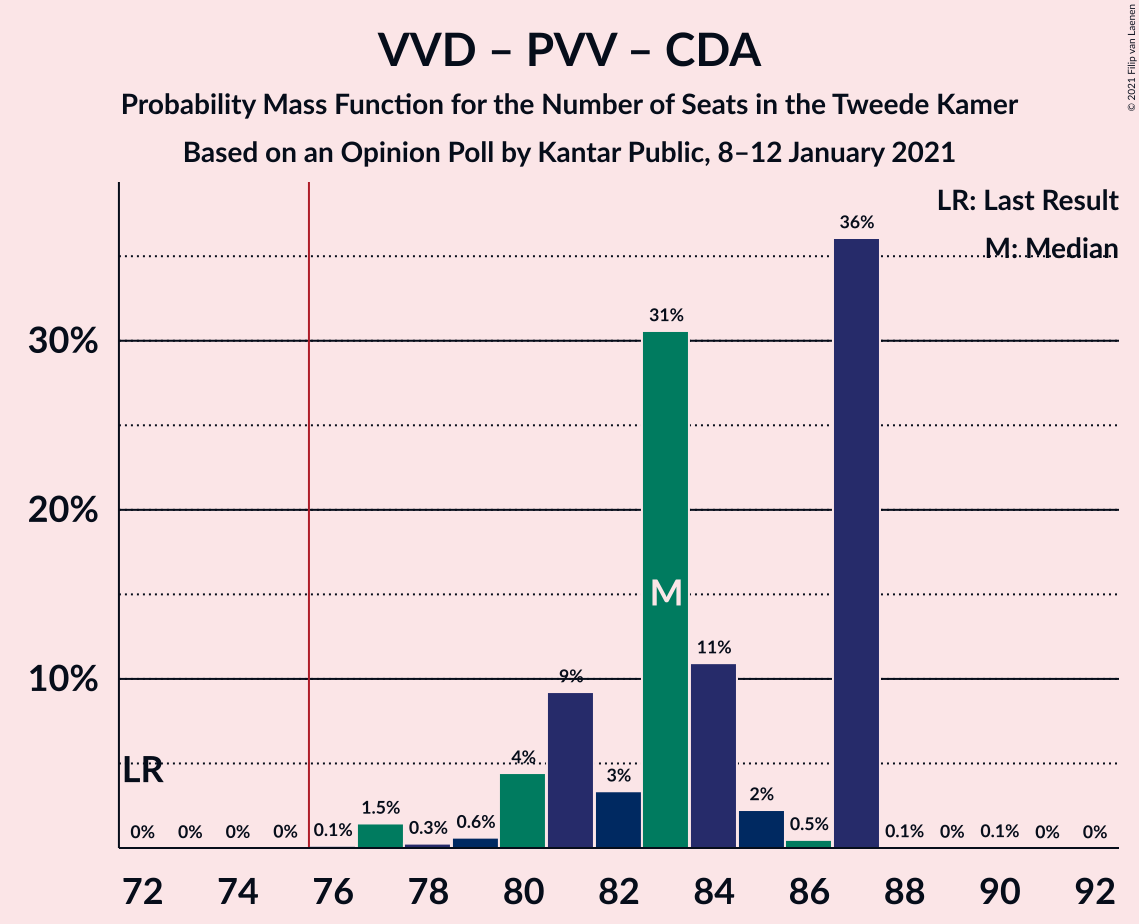 VVD – PVV – CDA
Probability Mass Function for the Number of Seats in the Tweede Kamer
Based on an Opinion Poll by Kantar Public, 8–12 January 2021
© 2021 Filip van Laenen
LR: Last Result
M: Median
36%
31%
30%
20%
M
11%
10%
9%
LR
4%
3%
2%
0% 0% 0% 0% 0.1% 1.5% 0.3% 0.6% 0.5% 0.1% 0% 0.1% 0% 0%
72 74 76 78 80 82 84 86 88 90 92